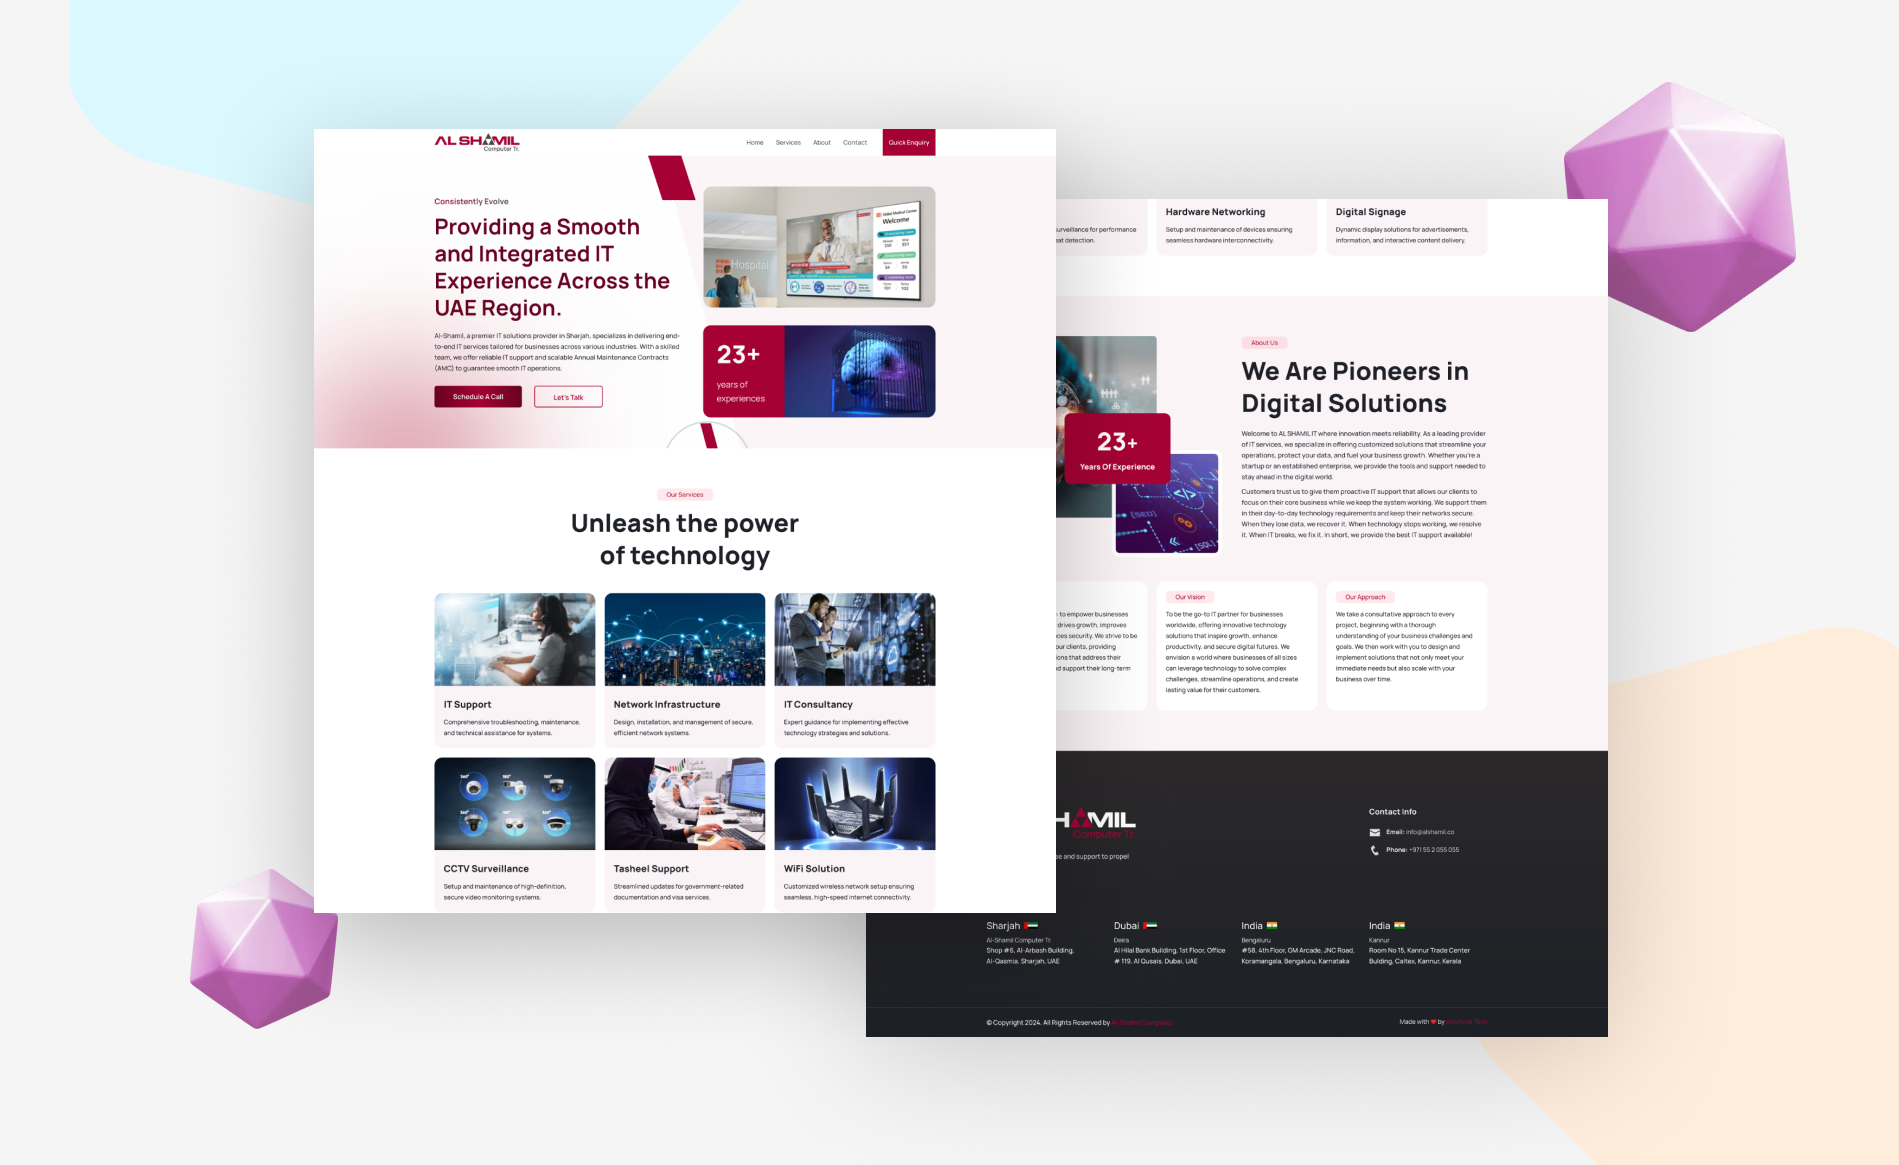 AL SHAMIL
Computer Tr.
Home
Services
About
Contact
Quick Enquiry
Consistently Evolve
Providing a Smooth
and Integrated IT
Experience Across the
UAE Region.
Al-Shamil, a premier IT solutions provider in Sharjah, specializes in delivering end-
to-end IT services tailored for businesses across various industries. With a skilled
team, we offer reliable IT support and scalable Annual Maintenance Contracts
(AMC) to guarantee smooth IT operations.
Schedule A Call
Let's Talk
Hospital
Global Medical Center
Welcome
23+
years of
experiences
Our Services
Unleash the power
of technology
IT Support
Comprehensive troubleshooting, maintenance,
and technical assistance for systems.
Network Infrastructure
Design, installation, and management of secure,
efficient network systems.
IT Consultancy
Expert guidance for implementing effective
technology strategies and solutions.
360°
360°
360°
360°
360°
360°
CCTV Surveillance
Setup and maintenance of high-definition,
secure video monitoring systems.
Tasheel Support
Streamlined updates for government-related
documentation and visa services.
WiFi Solution
Customized wireless network setup ensuring
seamless, high-speed internet connectivity.
urveillance for performance
at detection.
Hardware Networking
Setup and maintenance of devices ensuring
seamless hardware interconnectivity.
Digital Signage
Dynamic display solutions for advertisements,
information, and interactive content delivery.
23+
Years Of Experience
[SEO]
</>
[SQL]
About Us
We Are Pioneers in
Digital Solutions
Welcome to AL SHAMIL IT where innovation meets reliability. As a leading provider
of IT services, we specialize in offering customized solutions that streamline your
operations, protect your data, and fuel your business growth. Whether you're a
startup or an established enterprise, we provide the tools and support needed to
stay ahead in the digital world.
Customers trust us to give them proactive IT support that allows our clients to
focus on their core business while we keep the system working. We support them
in their day-to-day technology requirements and keep their networks secure.
When they lose data, we recover it. When technology stops working, we resolve
it. When IT breaks, we fix it. In short, we provide the best IT support available!
to empower businesses
drives growth, improves
ces security. We strive to be
our clients, providing
ions that address their
d support their long-term
Our Vision
To be the go-to IT partner for businesses
worldwide, offering innovative technology
solutions that inspire growth, enhance
productivity, and secure digital futures. We
envision a world where businesses of all sizes
can leverage technology to solve complex
challenges, streamline operations, and create
lasting value for their customers.
Our Approach
We take a consultative approach to every
project, beginning with a thorough
understanding of your business challenges and
goals. We then work with you to design and
implement solutions that not only meet your
immediate needs but also scale with your
business over time.
HAMIL
Computer Tr.
se and support to propel
Contact Info
Email: info@alshamil.co
Phone: +971 55 2 055 055
Sharjah
Al-Shamil Computer Tr.
Shop #6, Al-Arbash Building,
Al-Qasmia, Sharjah, UAE
Dubai
Deira
Al Hilal Bank Building, 1st Floor, Office
# 119, Al Qusais, Dubai, UAE
India
Bengaluru
#58, 4th Floor, GM Arcade, JNC Road,
Koramangala, Bengaluru, Karnataka
India
Kannur
Room No 15, Kannur Trade Center
Bulding, Caltex, Kannur, Kerala
© Copyright 2024. All Rights Reserved by Al-Shamil Computer
Made with ❤ by